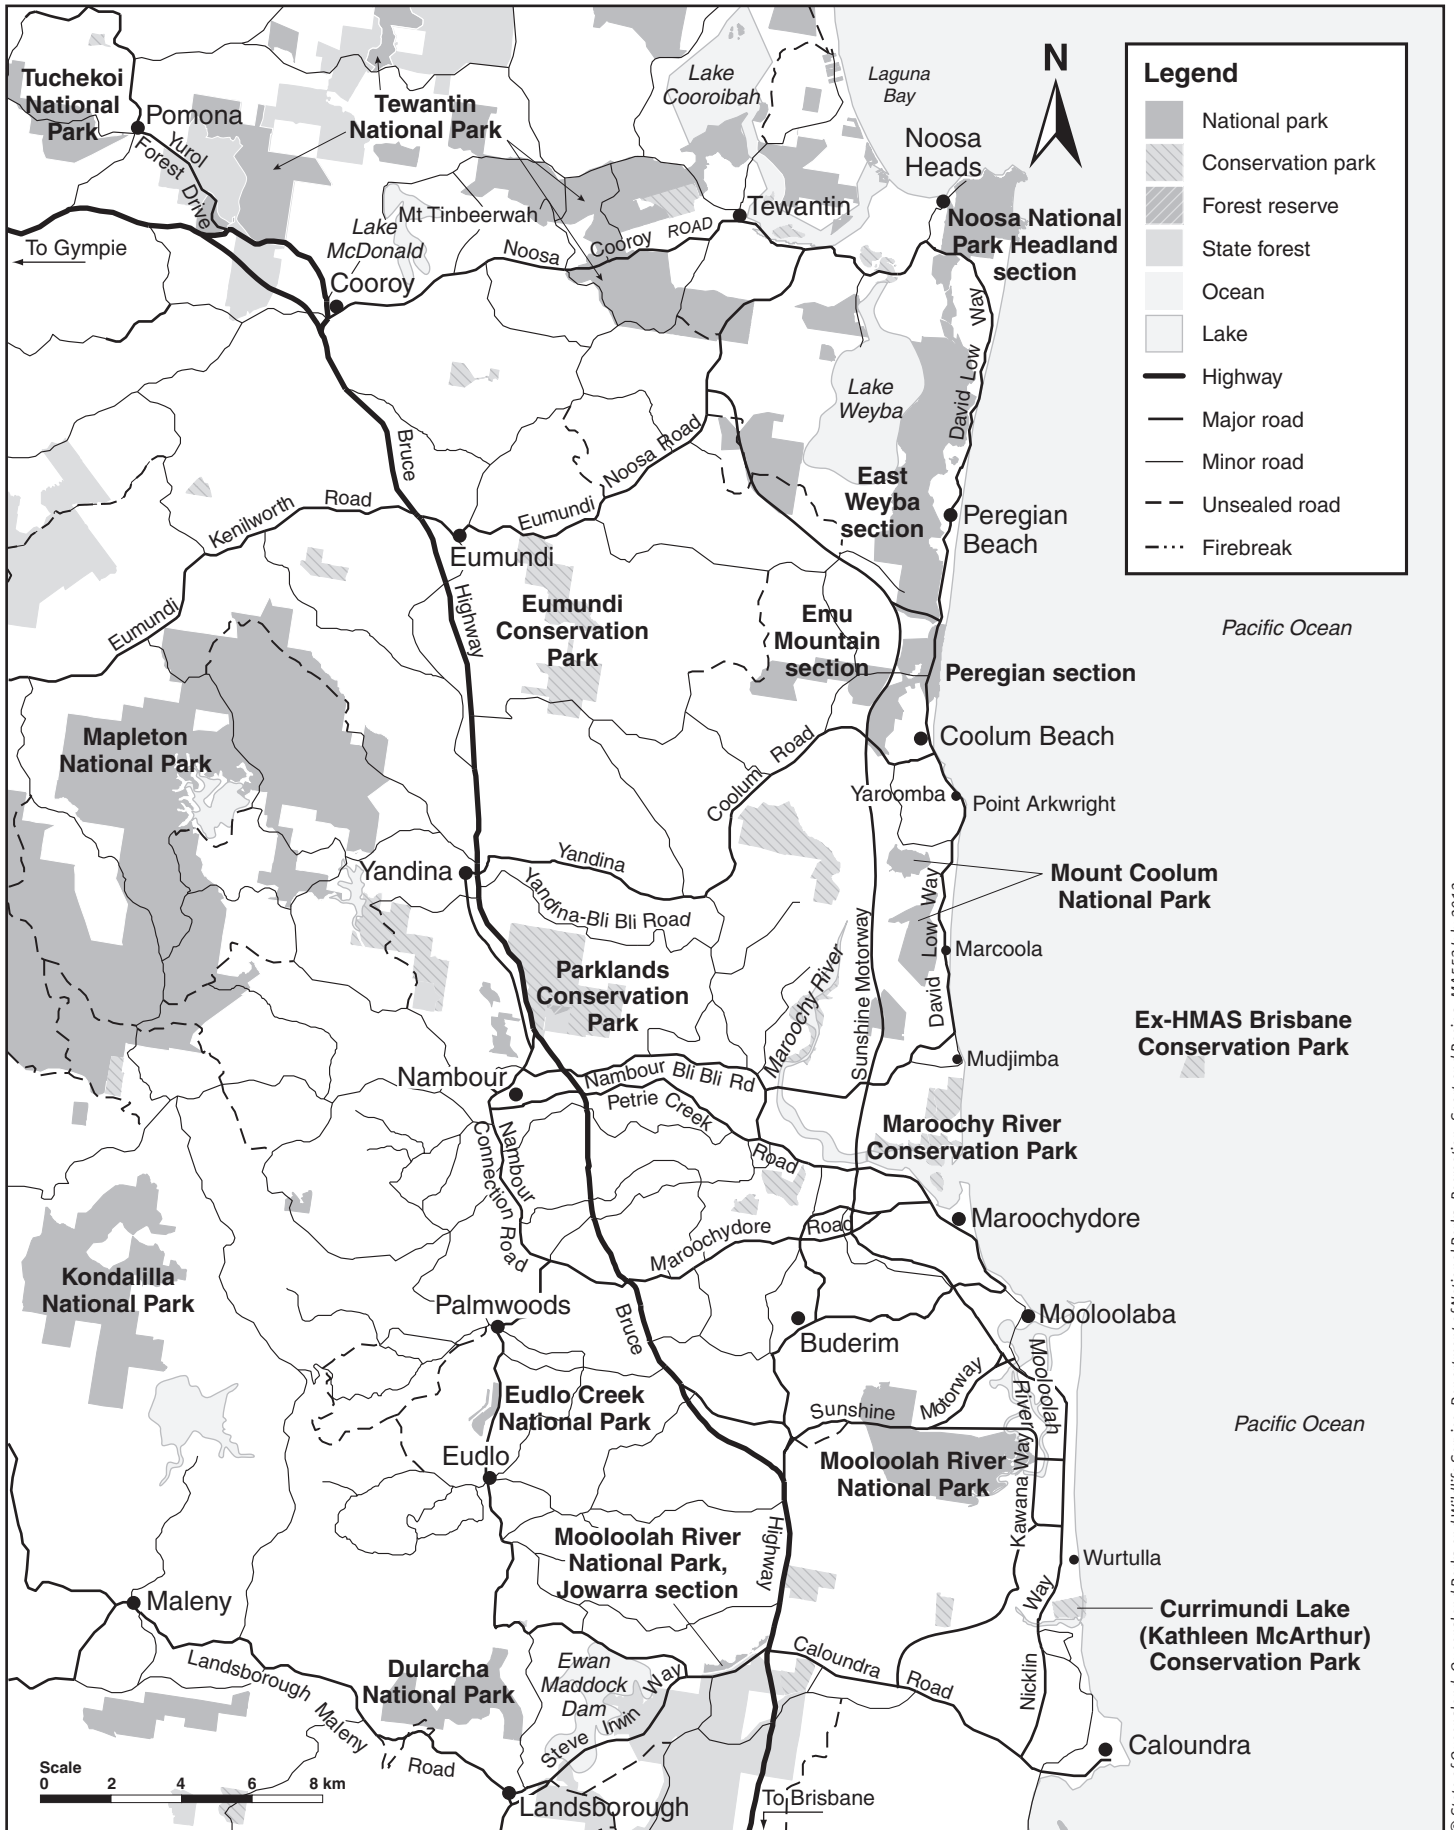 Tuchekoi
National
Park
Pomona
Yurol
Forest Drive
Tewantin
National Park
Lake
Cooroibah
Laguna
Bay
Noosa
Heads
N
Legend
National park
Conservation park
Forest reserve
State forest
Ocean
Lake
Highway
Major road
Minor road
Unsealed road
Firebreak
To Gympie
Lake
McDonald
Mt Tinbeerwah
Tewantin
Noosa Cooroy ROAD
Noosa National
Park Headland
section
Cooroy
David Low Way
Lake
Weyba
Bruce
Highway
Eumundi Noosa Road
Eumundi Kenilworth Road
Eumundi
East
Weyba
section
Peregian
Beach
Eumundi
Conservation
Park
Emu
Mountain
section
Pacific Ocean
Peregian section
Mapleton
National Park
Coolum Beach
Coolum Road
Yaroomba
Point Arkwright
Yandina
Yandina
Yandina-Bli Bli Road
Mount Coolum
National Park
Sunshine Motorway
David Low Way
Marcoola
Parklands
Conservation
Park
Maroochy River
Ex-HMAS Brisbane
Conservation Park
Mudjimba
Nambour
Nambour Bli Bli Rd
Petrie Creek
Road
Nambour
Connection Road
Maroochy River
Conservation Park
Maroochydore
Maroochydore Road
Kondalilla
National Park
Palmwoods
Bruce
Mooloolaba
Buderim
Mooloolah
River
Eudlo Creek
National Park
Sunshine Motorway
Pacific Ocean
Eudlo
Mooloolah River
National Park
Kawana Way
Mooloolah River
National Park,
Jowarra section
Highway
Wurtulla
Maleny
Way
Currimundi Lake
(Kathleen McArthur)
Conservation Park
Landsborough
Maleny
Road
Dularcha
National Park
Ewan
Maddock
Dam
Steve Irwin Way
Caloundra Road
Nicklin
Caloundra
Scale
0 2 4 6 8 km
Landsborough
To Brisbane